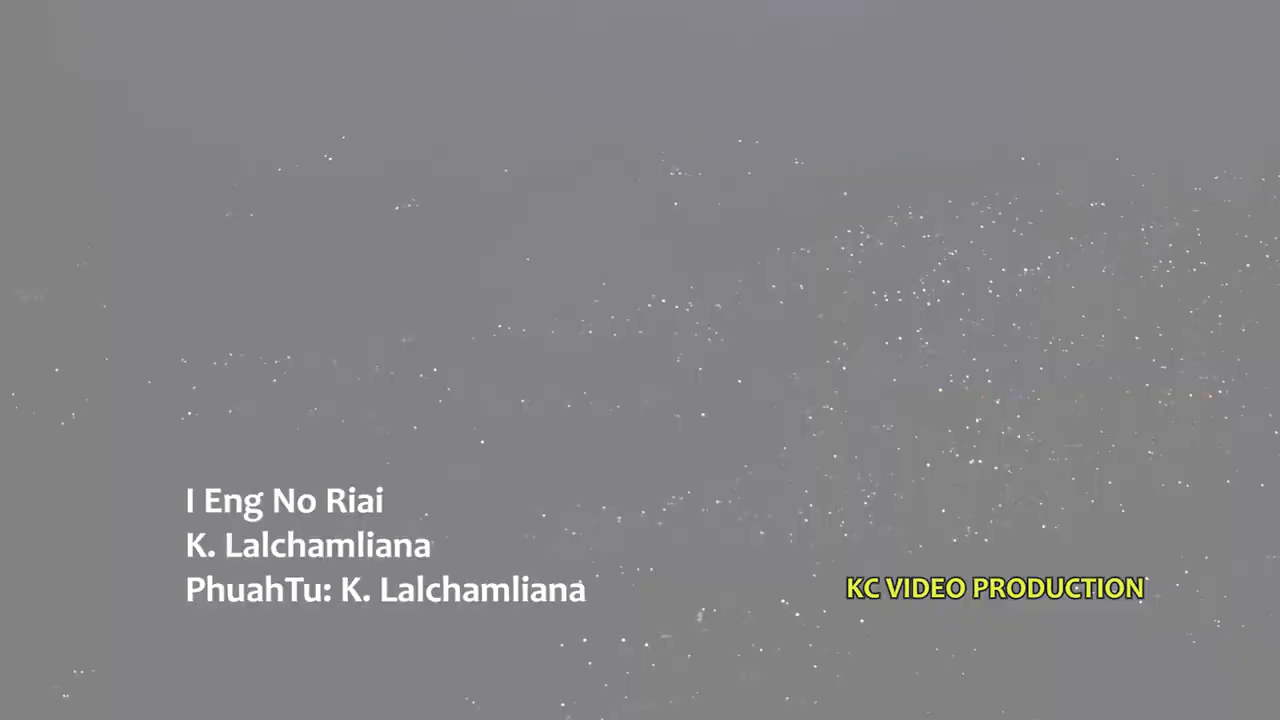 I Eng No Riai
K. Lalchamliana
PhuahTu: K. Lalchamliana
KC VIDEO PRODUCTION